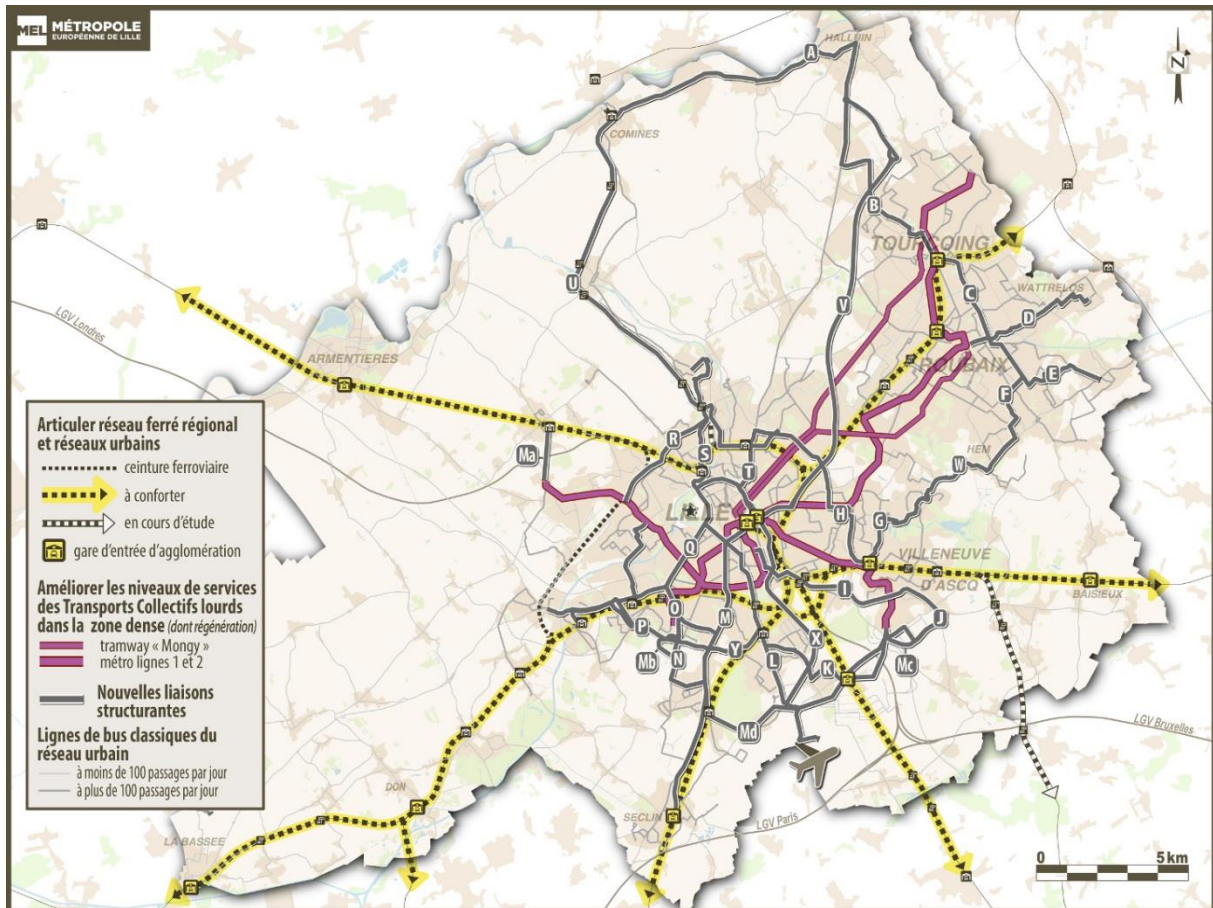 MEL MÉTROPOLE
EUROPÉENNE DE LILLE
N
HALLUIN
A
COMINES
B
TOURCOING
U
C
WATTRELOS
V
D
LGV Londres
ARMENTIERES
ROUBAIX
E
F
R
S
HEM
Ma
T
W
LILLE
H
G
Q
VILLENEUVE
D'ASCQ
BAISIEUX
I
O
M
P
J
X
Y
Mb
N
L
K
Mc
Md
LGV Bruxelles
DON
SECLIN
LGV Paris
LA BASSEE
0 5km
Articuler réseau ferré régional
et réseaux urbains
ceinture ferroviaire
à conforter
en cours d'étude
gare d'entrée d'agglomération
Améliorer les niveaux de services
des Transports Collectifs lourds
dans la zone dense (dont régénération)
tramway « Mongy »
métro lignes 1 et 2
Nouvelles liaisons
structurantes
Lignes de bus classiques du
réseau urbain
à moins de 100 passages par jour
à plus de 100 passages par jour